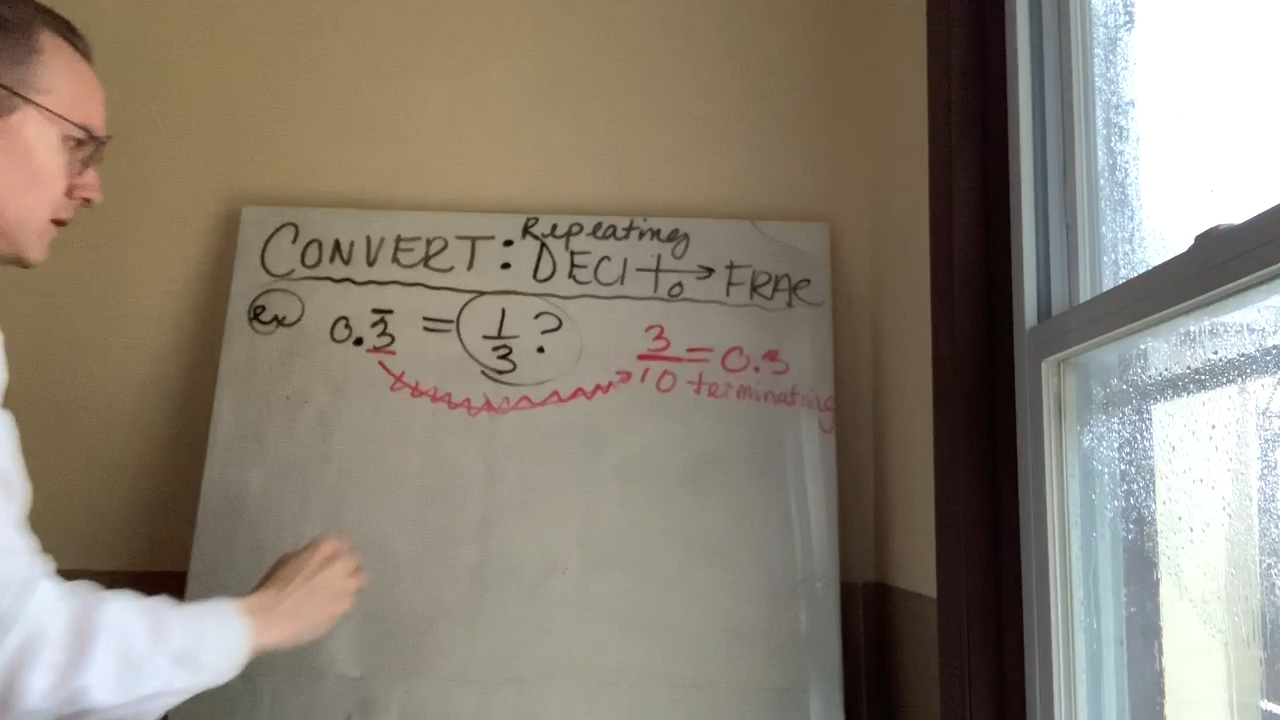 CONVERT: Repeating DECI to → FRAC
ex 0.3̅ = 1/3 ?
3/10 = 0.3
terminating